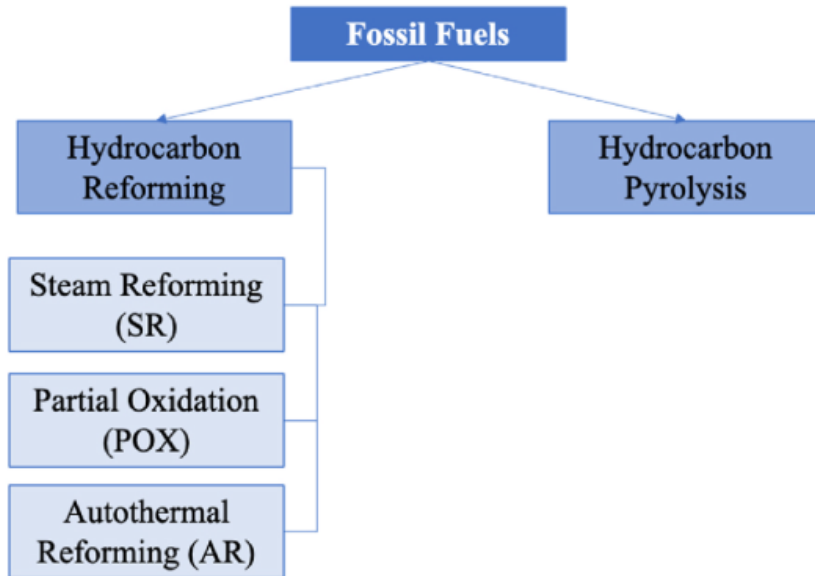 Fossil Fuels
Hydrocarbon
Reforming
Hydrocarbon
Pyrolysis
Steam Reforming
(SR)
Partial Oxidation
(POX)
Autothermal
Reforming (AR)